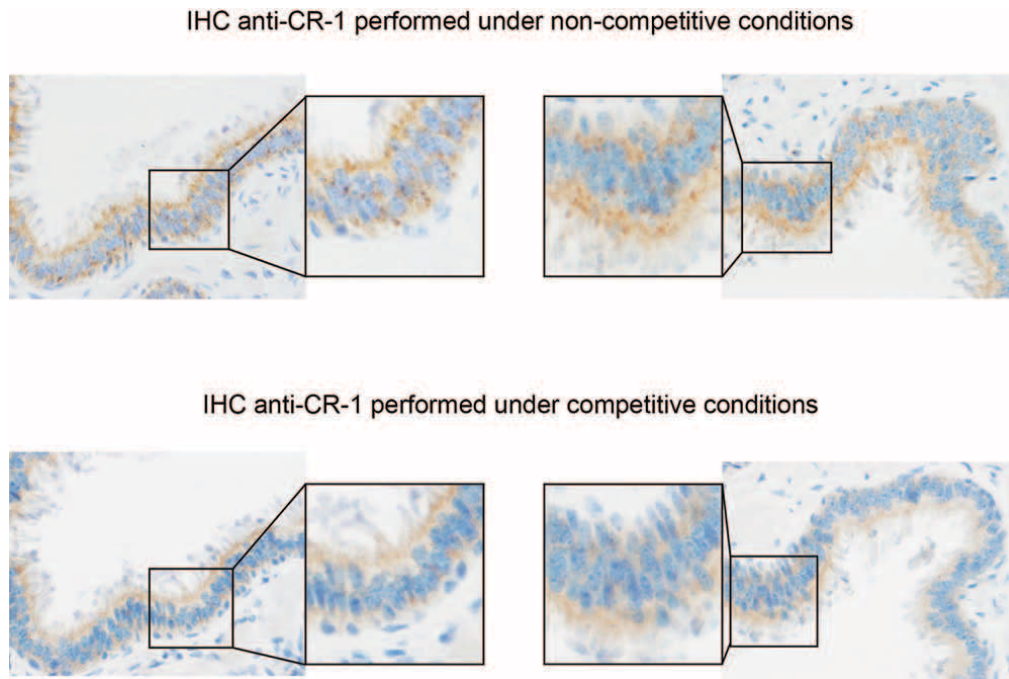 IHC anti-CR-1 performed under non-competitive conditions
IHC anti-CR-1 performed under competitive conditions